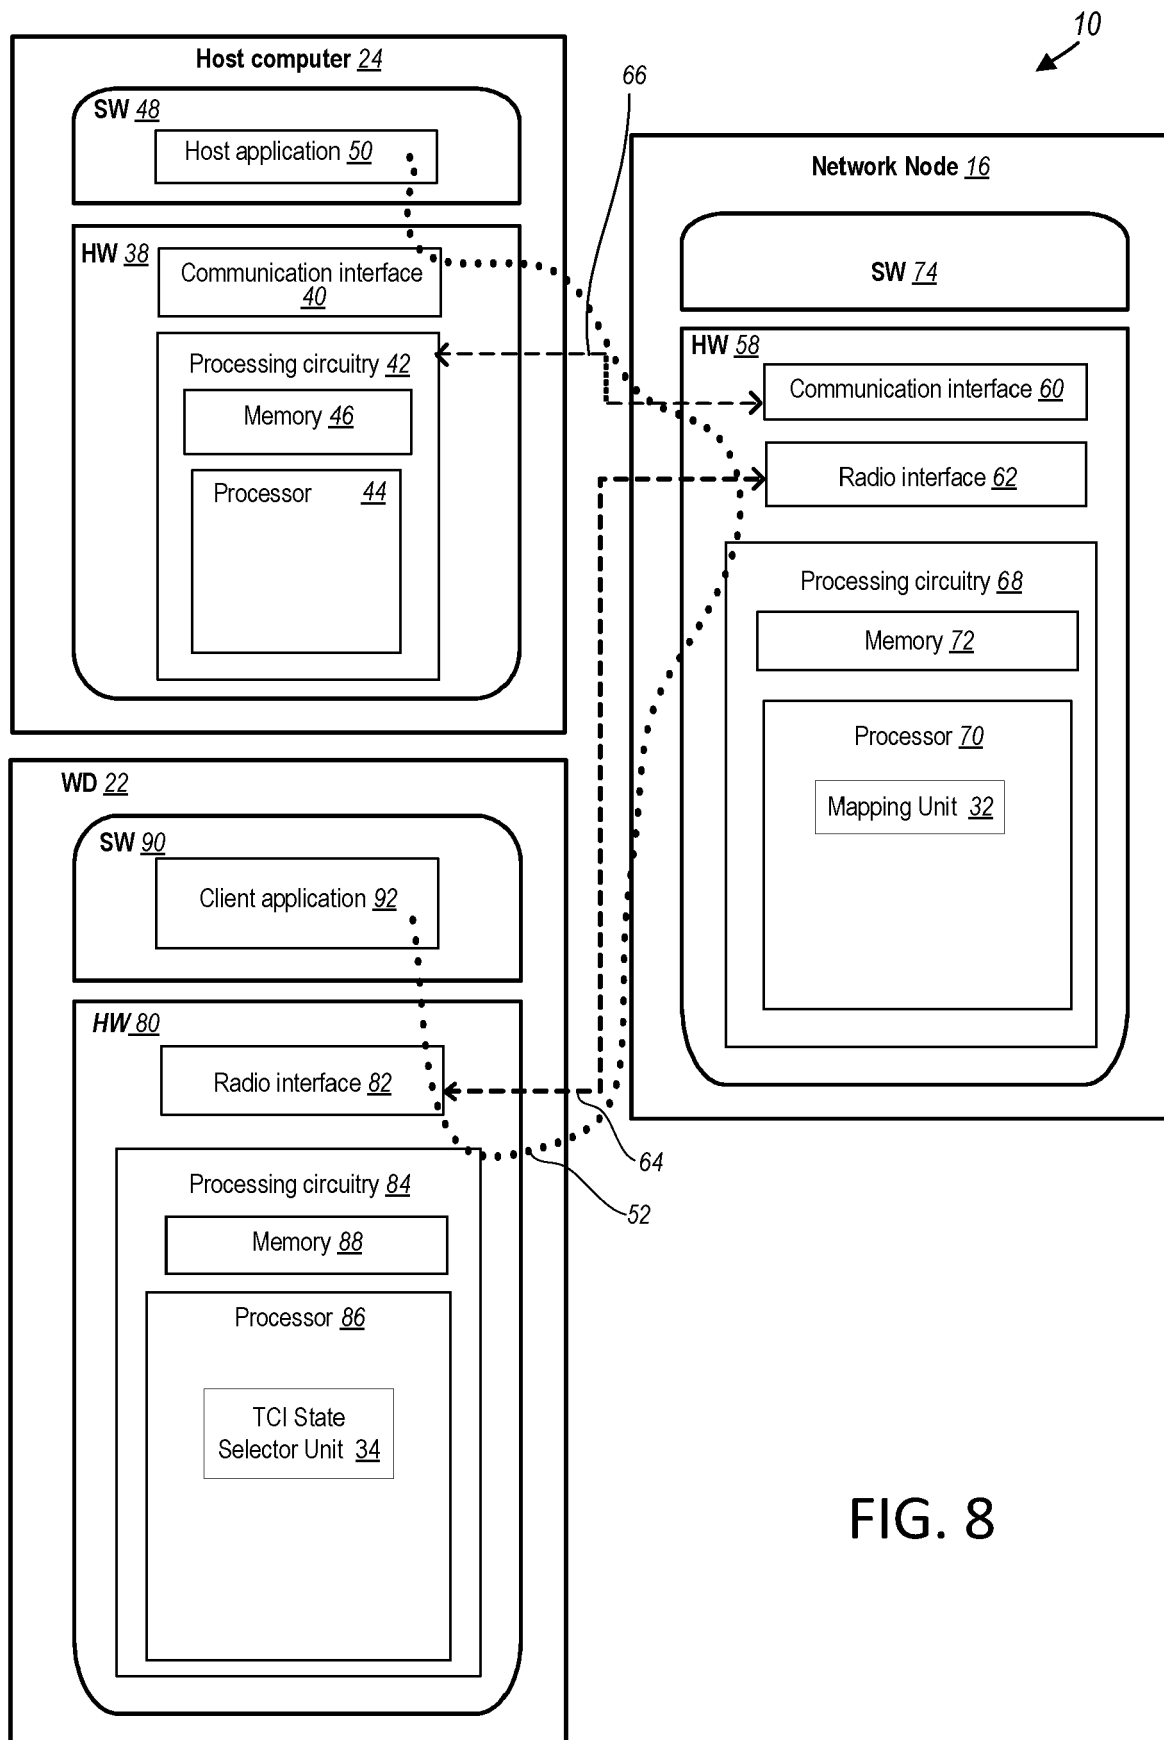 10
Host computer 24
SW 48
Host application 50
HW 38
Communication interface
40
Processing circuitry 42
Memory 46
Processor 44
66
Network Node 16
SW 74
HW 58
Communication interface 60
Radio interface 62
Processing circuitry 68
Memory 72
Processor 70
Mapping Unit 32
WD 22
SW 90
Client application 92
HW 80
Radio interface 82
Processing circuitry 84
Memory 88
Processor 86
TCI State
Selector Unit 34
64
52
FIG. 8